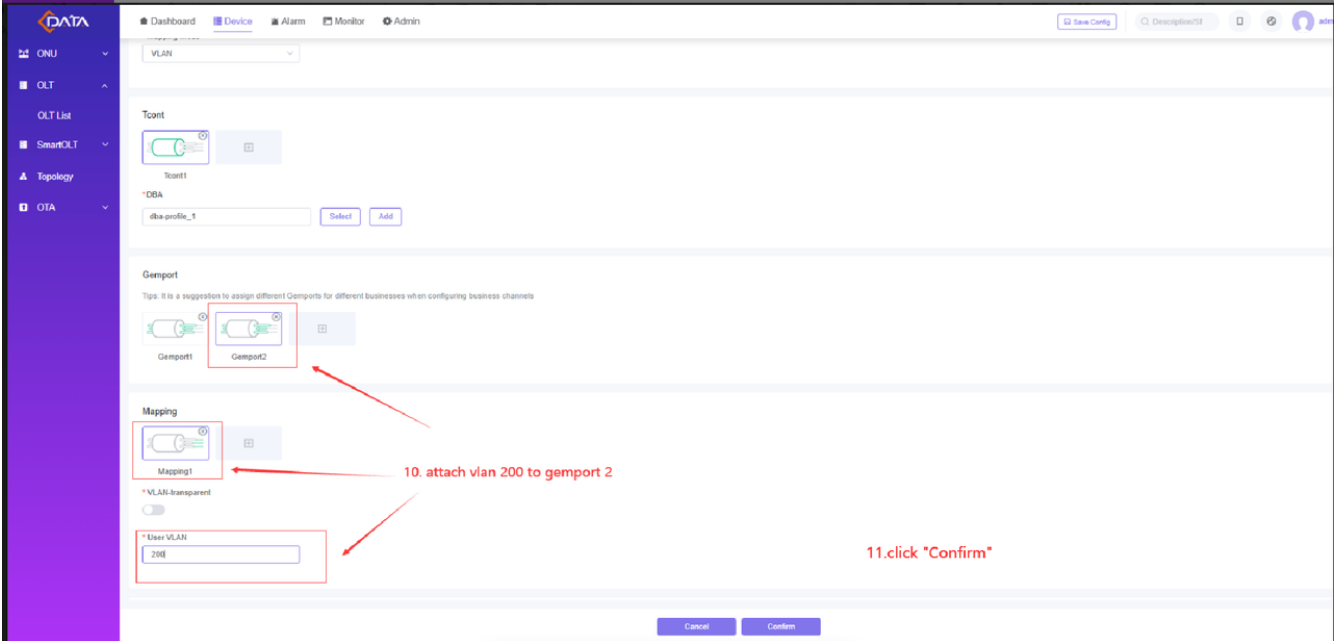 DATA
Dashboard
Device
Alarm
Monitor
Admin
Save Config
Description/SI
adm
ONU
OLT
OLT List
SmartOLT
Topology
OTA
VLAN
Tcont
Tcont1
*DBA
dba-profile_1
Select
Add
Gemport
Tips: It is a suggestion to assign different Gemports for different businesses when configuring business channels
Gemport1
Gemport2
Mapping
Mapping1
10. attach vlan 200 to gemport 2
* VLAN-transparent
* User VLAN
200
11.click "Confirm"
Cancel
Confirm